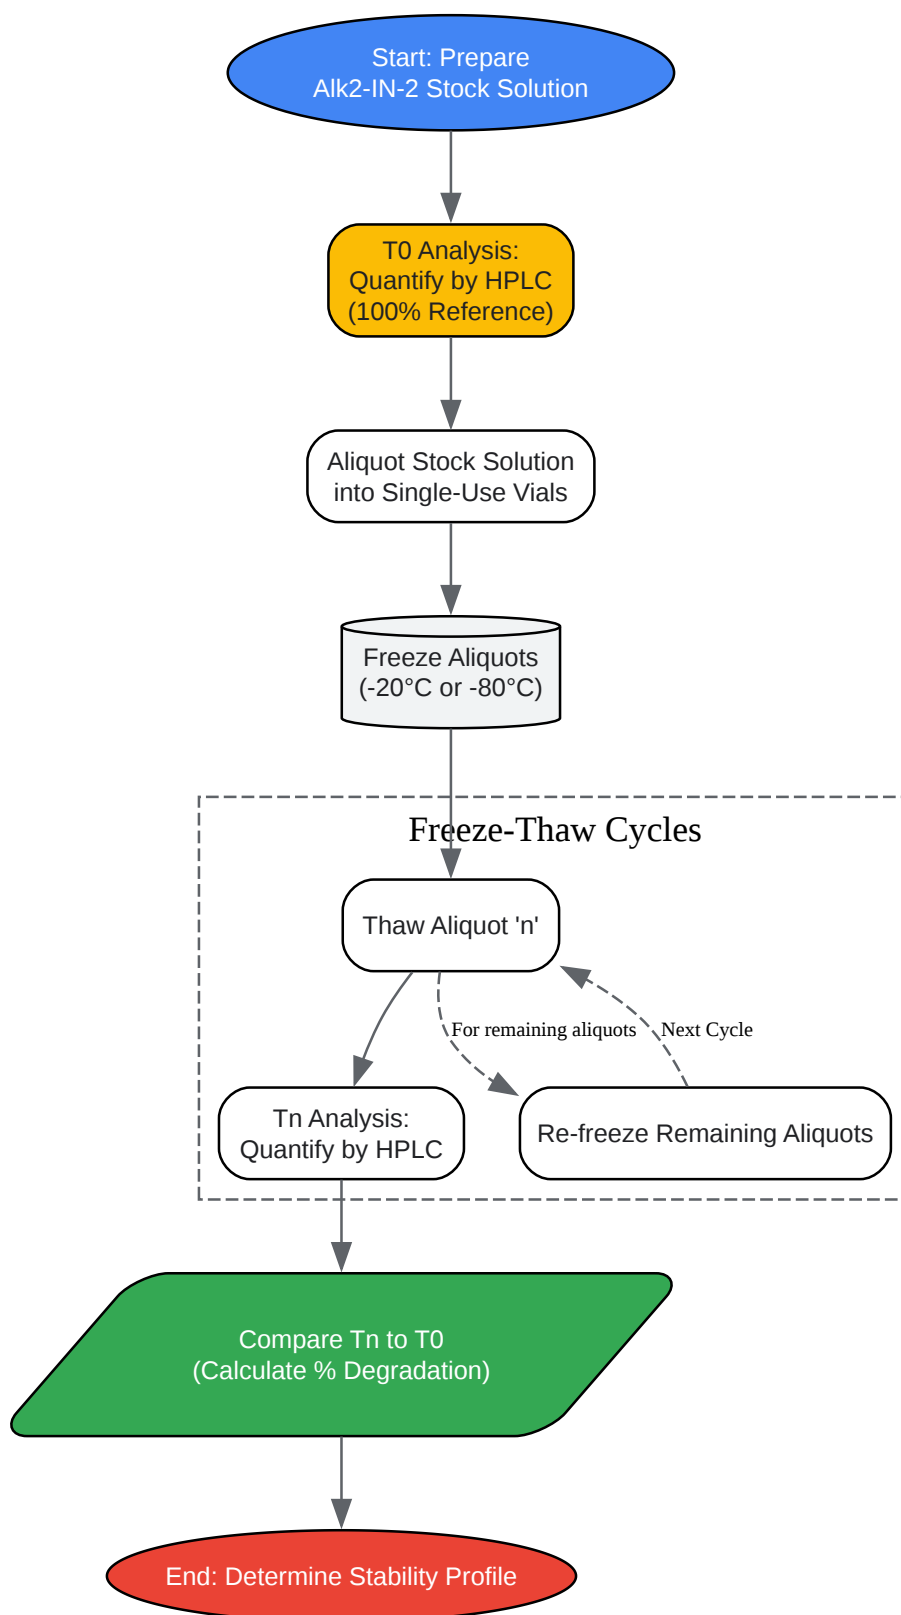 Start: Prepare
Alk2-IN-2 Stock Solution
T0 Analysis:
Quantify by HPLC
(100% Reference)
Aliquot Stock Solution
into Single-Use Vials
Freeze Aliquots
(-20°C or -80°C)
Freeze-Thaw Cycles
Thaw Aliquot 'n'
For remaining aliquots
Next Cycle
Tn Analysis:
Quantify by HPLC
Re-freeze Remaining Aliquots
Compare Tn to T0
(Calculate % Degradation)
End: Determine Stability Profile